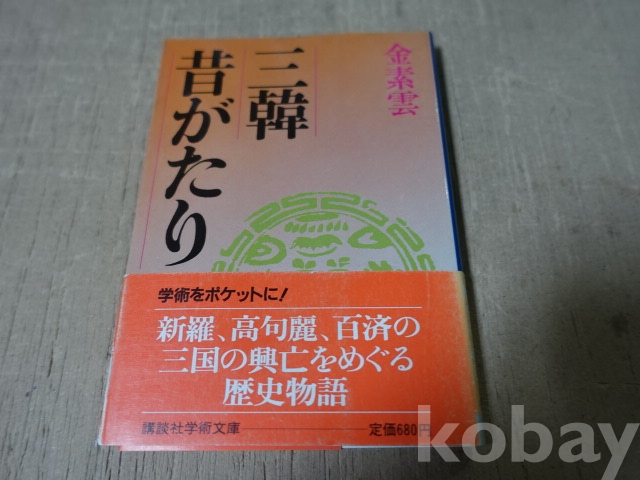 金素雲
三韓
昔がたり
学術をポケットに!
新羅、高句麗、百済の
三国の興亡をめぐる
歴史物語
講談社学術文庫
定価680円
kobay